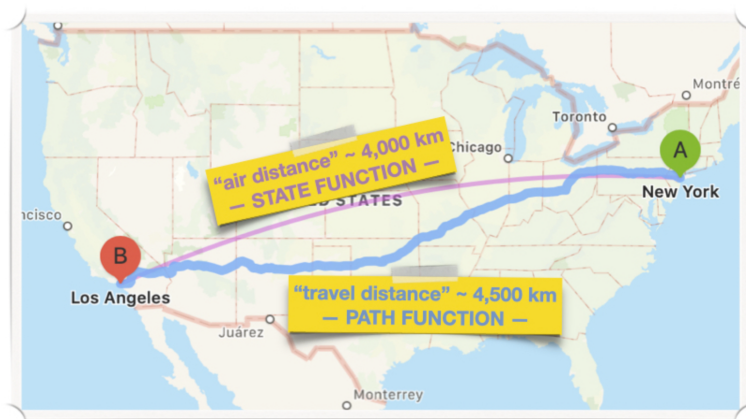 Montré
Toronto
A
Chicago
"air distance" ~ 4,000 km
— STATE FUNCTION —
New York
STATES
ncisco
B
Los Angeles
"travel distance" ~ 4,500 km
— PATH FUNCTION —
Juárez
Monterrey